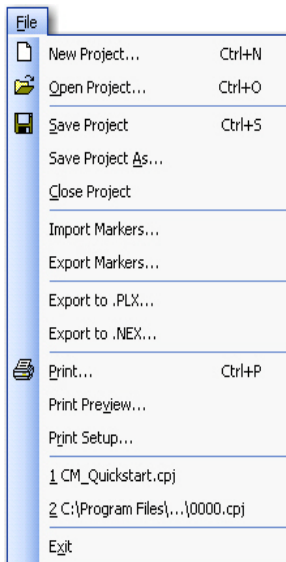 File
New Project... Ctrl+N
Open Project... Ctrl+O
Save Project Ctrl+S
Save Project As...
Close Project
Import Markers...
Export Markers...
Export to .PLX...
Export to .NEX...
Print... Ctrl+P
Print Preview...
Print Setup...
1 CM_Quickstart.cpj
2 C:\Program Files\...\0000.cpj
Exit